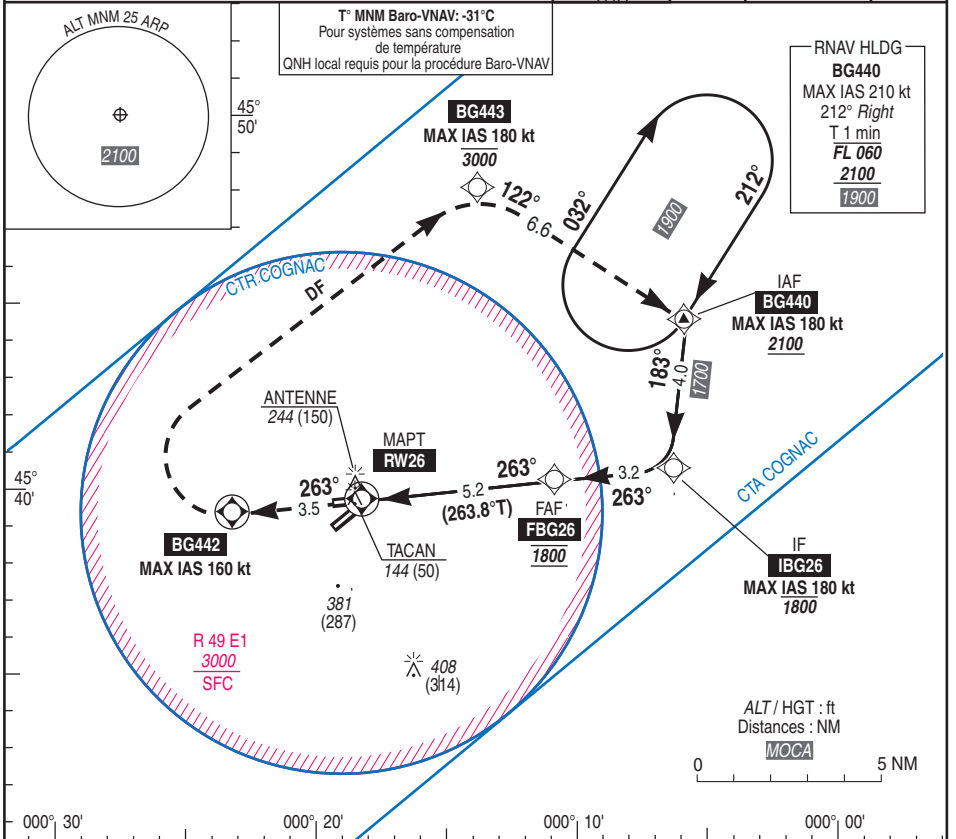 ALT MNM 25 ARP
2100
T° MNM Baro-VNAV: -31°C
Pour systèmes sans compensation
de température
QNH local requis pour la procédure Baro-VNAV
RNAV HLDG
BG440
MAX IAS 210 kt
212° Right
T 1 min
FL 060
2100
1900
45°
50'
BG443
MAX IAS 180 kt
3000
122°
6.6
032°
1900
212°
CTR COGNAC
DF
IAF
BG440
MAX IAS 180 kt
2100
183°
4.0
1700
ANTENNE
244 (150)
MAPT
RW26
45°
40'
263°
3.5
263°
5.2
(263.8°T)
3.2
263°
CTA COGNAC
FAF
FBG26
1800
BG442
MAX IAS 160 kt
TACAN
144 (50)
IF
IBG26
MAX IAS 180 kt
1800
381
(287)
R 49 E1
3000
SFC
408
(314)
ALT / HGT : ft
Distances : NM
MOCA
0 5 NM
000° 30' 000° 20' 000° 10' 000° 00'